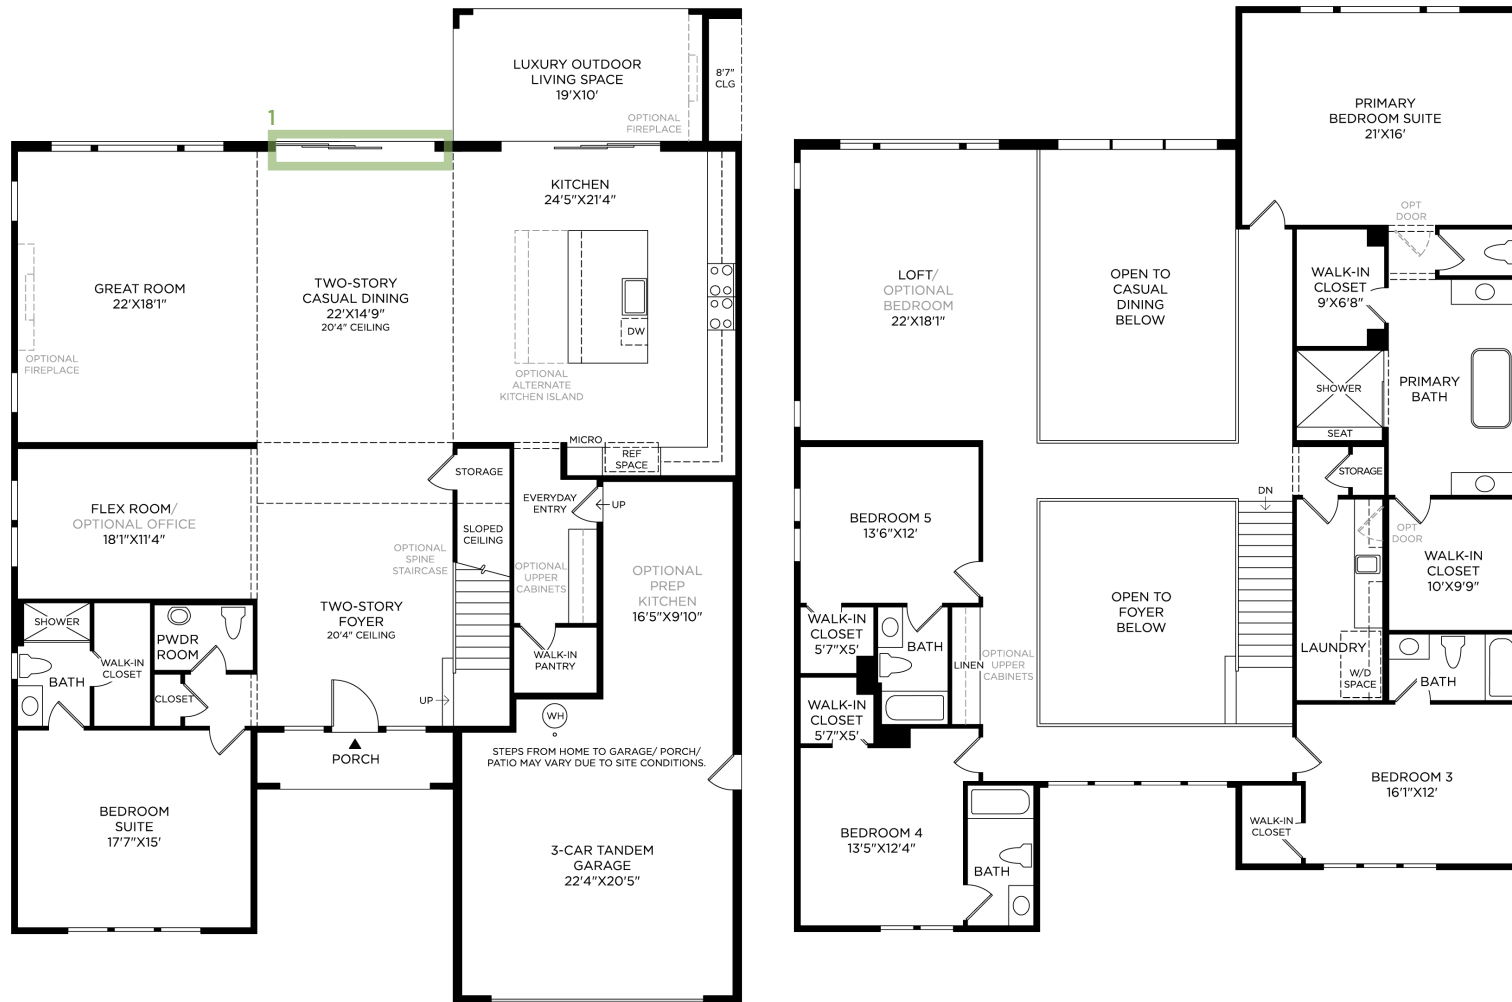 LUXURY OUTDOOR
LIVING SPACE
19'X10'
8'7"
CLG
OPTIONAL
FIREPLACE
1
KITCHEN
24'5"X21'4"
GREAT ROOM
22'X18'1"
TWO-STORY
CASUAL DINING
22'X14'9"
20'4" CEILING
DW
OPTIONAL
FIREPLACE
OPTIONAL
ALTERNATE
KITCHEN ISLAND
MICRO
REF
SPACE
STORAGE
FLEX ROOM/
OPTIONAL OFFICE
18'1"X11'4"
EVERYDAY
ENTRY
UP
SLOPED
CEILING
OPTIONAL
SPINE
STAIRCASE
OPTIONAL
UPPER
CABINETS
OPTIONAL
PREP
KITCHEN
16'5"X9'10"
TWO-STORY
FOYER
20'4" CEILING
SHOWER
PWDR
ROOM
WALK-IN
CLOSET
BATH
CLOSET
WALK-IN
PANTRY
UP
WH
STEPS FROM HOME TO GARAGE/ PORCH/
PATIO MAY VARY DUE TO SITE CONDITIONS.
PORCH
BEDROOM
SUITE
17'7"X15'
3-CAR TANDEM
GARAGE
22'4"X20'5"
PRIMARY
BEDROOM SUITE
21'X16'
OPT
DOOR
LOFT/
OPTIONAL
BEDROOM
22'X18'1"
OPEN TO
CASUAL
DINING
BELOW
WALK-IN
CLOSET
9'X6'8"
SHOWER
SEAT
PRIMARY
BATH
STORAGE
DN
BEDROOM 5
13'6"X12'
OPT
DOOR
WALK-IN
CLOSET
10'X9'9"
OPEN TO
FOYER
BELOW
WALK-IN
CLOSET
5'7"X5'
BATH
LINEN
OPTIONAL
UPPER
CABINETS
LAUNDRY
W/D
SPACE
BATH
WALK-IN
CLOSET
5'7"X5'
BEDROOM 3
16'1"X12'
WALK-IN
CLOSET
BEDROOM 4
13'5"X12'4"
BATH